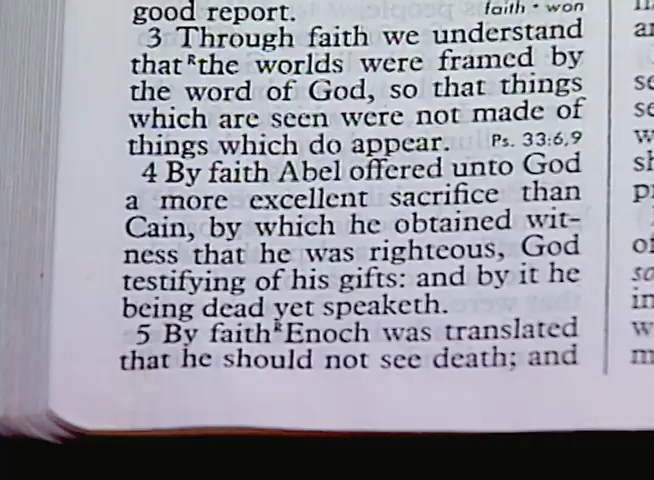 good report. faith · won
3 Through faith we understand
that ᴿthe worlds were framed by
the word of God, so that things
which are seen were not made of
things which do appear. Ps. 33:6,9
4 By faith Abel offered unto God
a more excellent sacrifice than
Cain, by which he obtained wit-
ness that he was righteous, God
testifying of his gifts: and by it he
being dead yet speaketh.
5 By faith ᴿEnoch was translated
that he should not see death; and